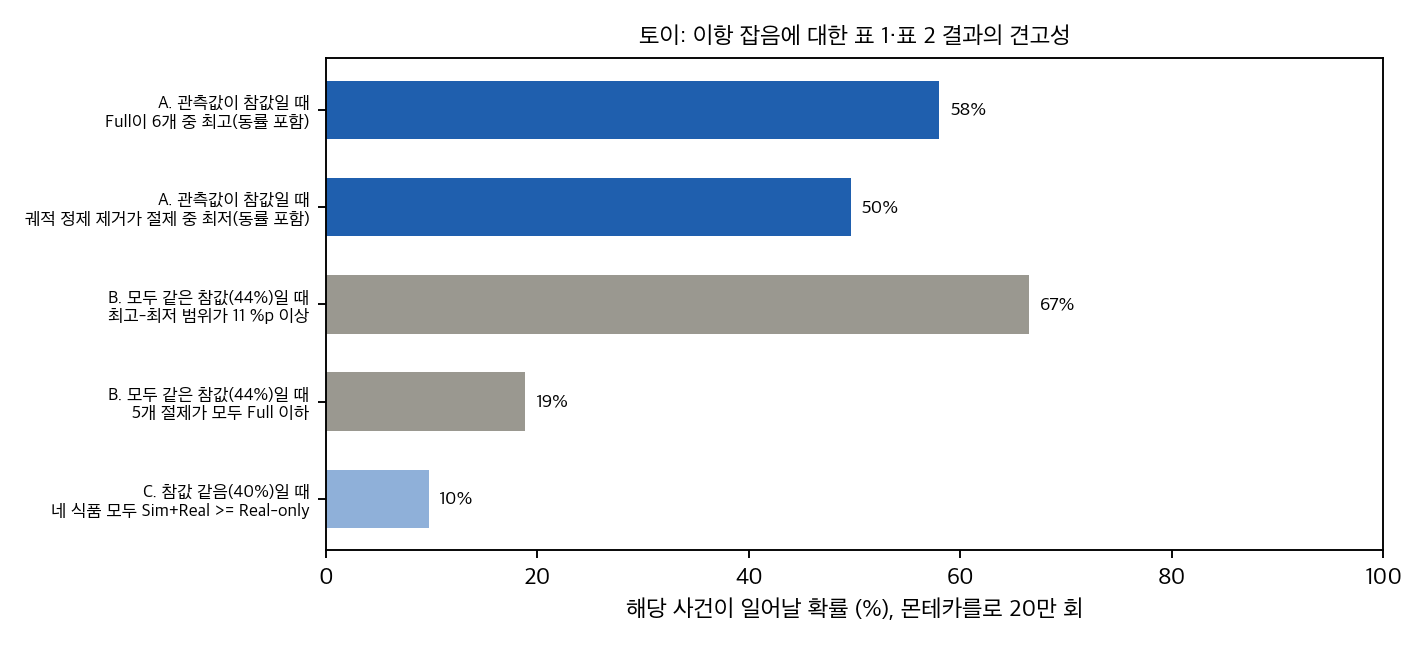 토이: 이항 잡음에 대한 표 1·표 2 결과의 견고성
A. 관측값이 참값일 때
Full이 6개 중 최고(동률 포함)
58%
A. 관측값이 참값일 때
궤적 정제 제거가 절제 중 최저(동률 포함)
50%
B. 모두 같은 참값(44%)일 때
최고-최저 범위가 11 %p 이상
67%
B. 모두 같은 참값(44%)일 때
5개 절제가 모두 Full 이하
19%
C. 참값 같음(40%)일 때
네 식품 모두 Sim+Real >= Real-only
10%
0 20 40 60 80 100
해당 사건이 일어날 확률 (%), 몬테카를로 20만 회